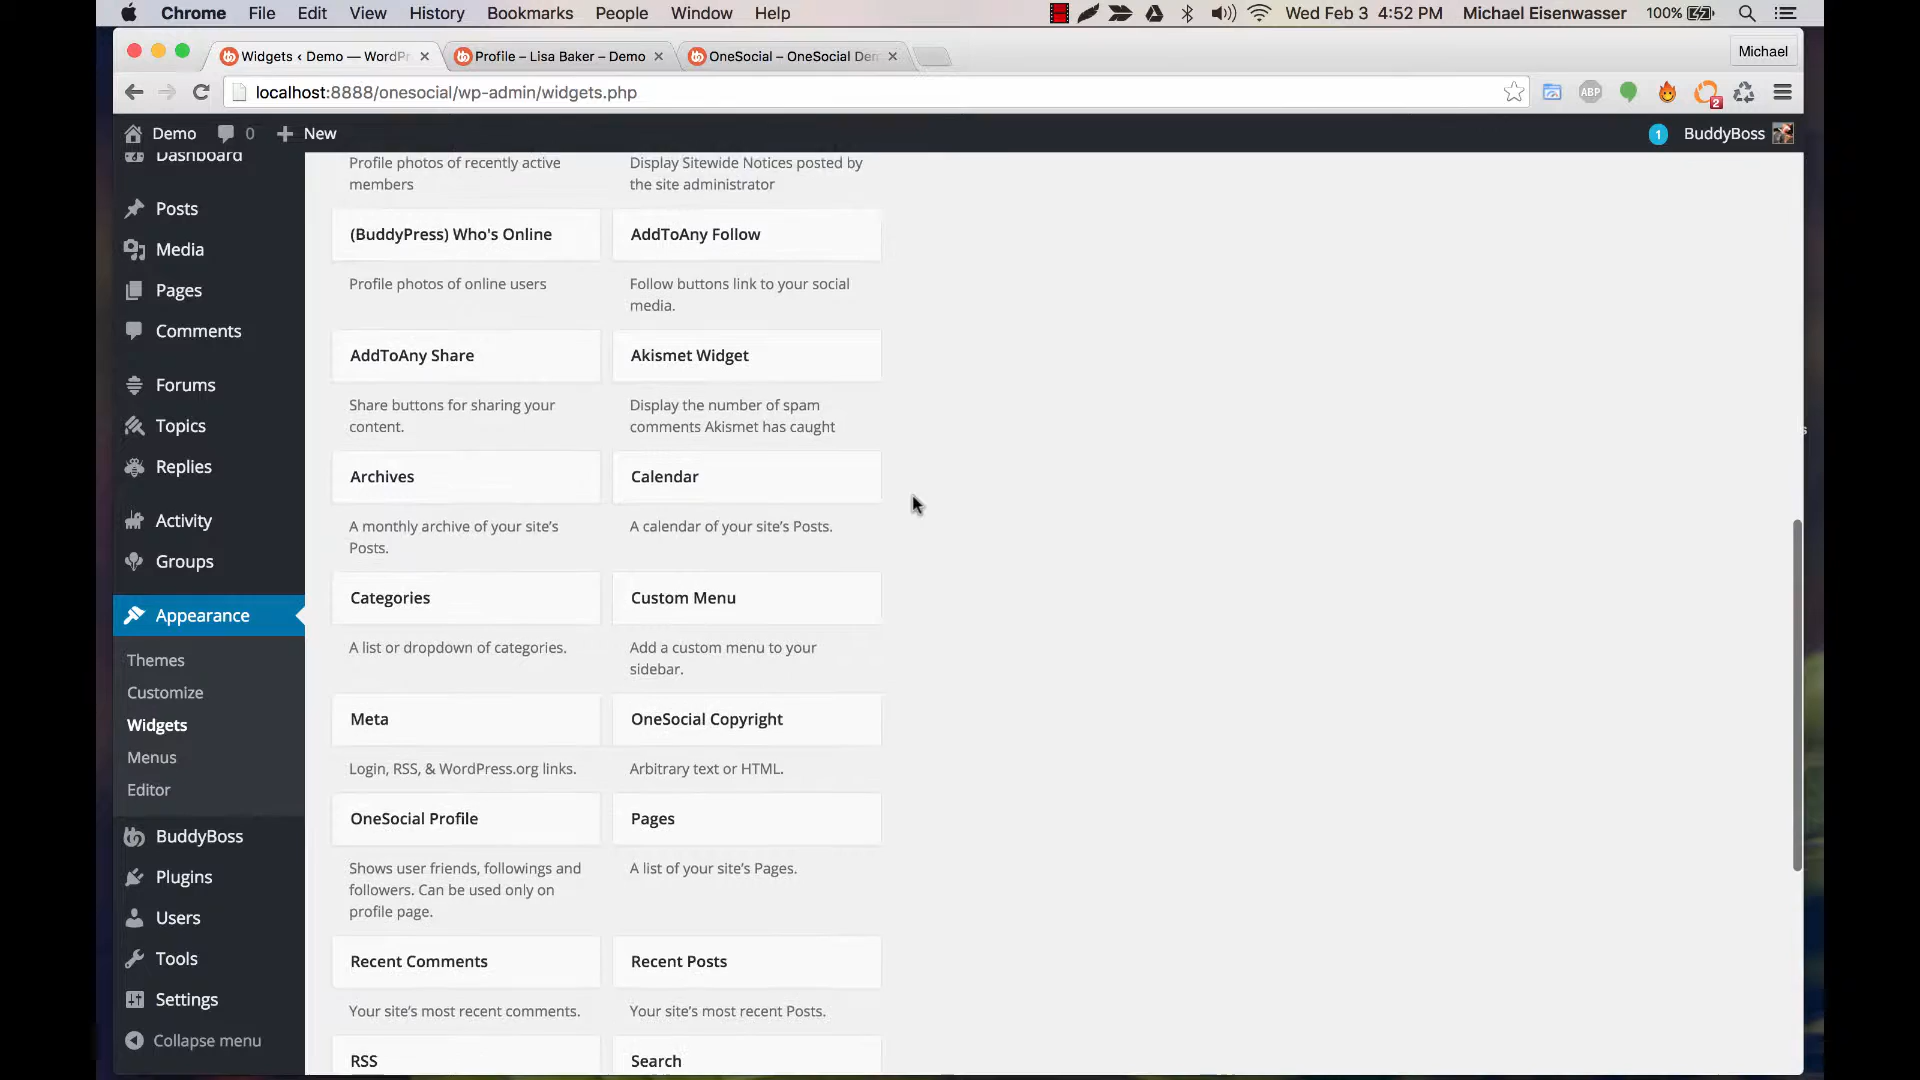 Chrome File Edit View History Bookmarks People Window Help Wed Feb 3 4:52 PM Michael Eisenwasser 100%
Widgets ‹ Demo — WordPr Profile – Lisa Baker – Demo OneSocial – OneSocial Dem Michael
localhost:8888/onesocial/wp-admin/widgets.php ABP 2
Demo 0 New 1 BuddyBoss
Dashboard
Posts
Media
Pages
Comments
Forums
Topics
Replies
Activity
Groups
Appearance
Themes
Customize
Widgets
Menus
Editor
BuddyBoss
Plugins
Users
Tools
Settings
Collapse menu
Profile photos of recently active
members
Display Sitewide Notices posted by
the site administrator
(BuddyPress) Who's Online
Profile photos of online users
AddToAny Follow
Follow buttons link to your social
media.
AddToAny Share
Share buttons for sharing your
content.
Akismet Widget
Display the number of spam
comments Akismet has caught
Archives
A monthly archive of your site’s
Posts.
Calendar
A calendar of your site’s Posts.
Categories
A list or dropdown of categories.
Custom Menu
Add a custom menu to your
sidebar.
Meta
Login, RSS, & WordPress.org links.
OneSocial Copyright
Arbitrary text or HTML.
OneSocial Profile
Shows user friends, followings and
followers. Can be used only on
profile page.
Pages
A list of your site’s Pages.
Recent Comments
Your site’s most recent comments.
Recent Posts
Your site’s most recent Posts.
RSS
Search